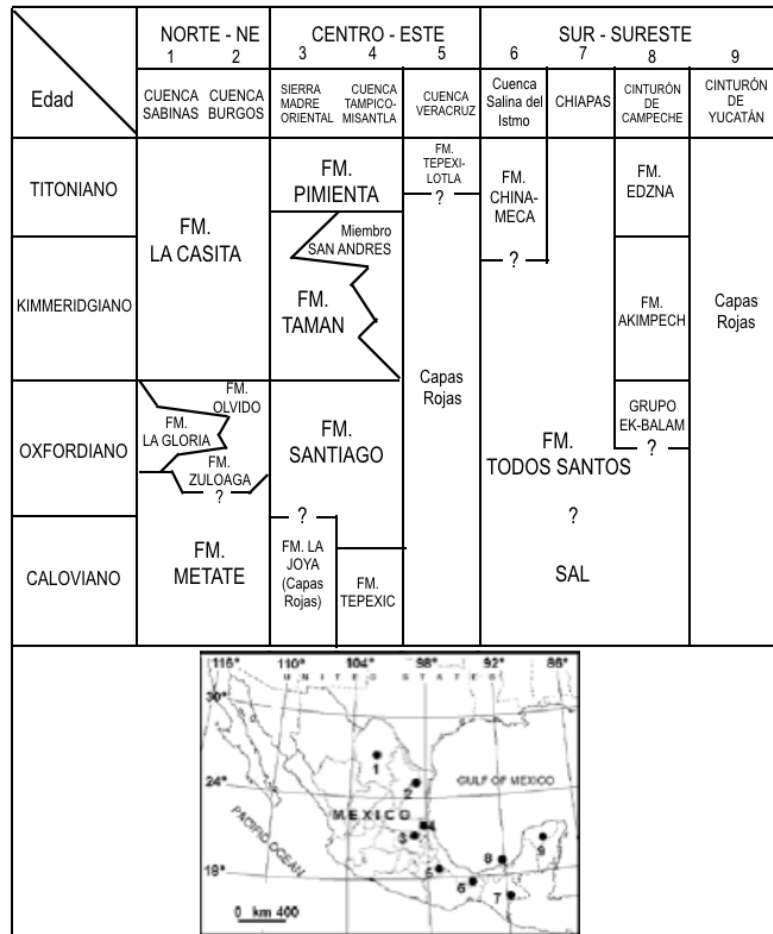 NORTE - NE
CENTRO - ESTE
SUR - SURESTE
1 2 3 4 5 6 7 8 9
Edad
CUENCA SABINAS
CUENCA BURGOS
SIERRA MADRE ORIENTAL
CUENCA TAMPICO-MISANTLA
CUENCA VERACRUZ
Cuenca Salina del Istmo
CHIAPAS
CINTURÓN DE CAMPECHE
CINTURÓN DE YUCATÁN
TITONIANO
KIMMERIDGIANO
OXFORDIANO
CALOVIANO
FM.
LA CASITA
FM.
OLVIDO
FM.
LA GLORIA
FM.
ZULOAGA
?
FM.
METATE
FM.
PIMIENTA
Miembro
SAN ANDRES
FM.
TAMAN
FM.
SANTIAGO
?
FM. LA
JOYA
(Capas
Rojas)
FM.
TEPEXIC
FM.
TEPEXI-
LOTLA
?
Capas
Rojas
FM.
CHINA-
MECA
?
FM.
TODOS SANTOS
?
SAL
FM.
EDZNA
FM.
AKIMPECH
GRUPO
EK-BALAM
?
Capas
Rojas
116° 110° 104° 98° 92° 86°
UNITED STATES
30°
1
24°
2
GULF OF MEXICO
MEXICO
4
3
PACIFIC OCEAN
9
8
18°
5
6
7
0 km 400